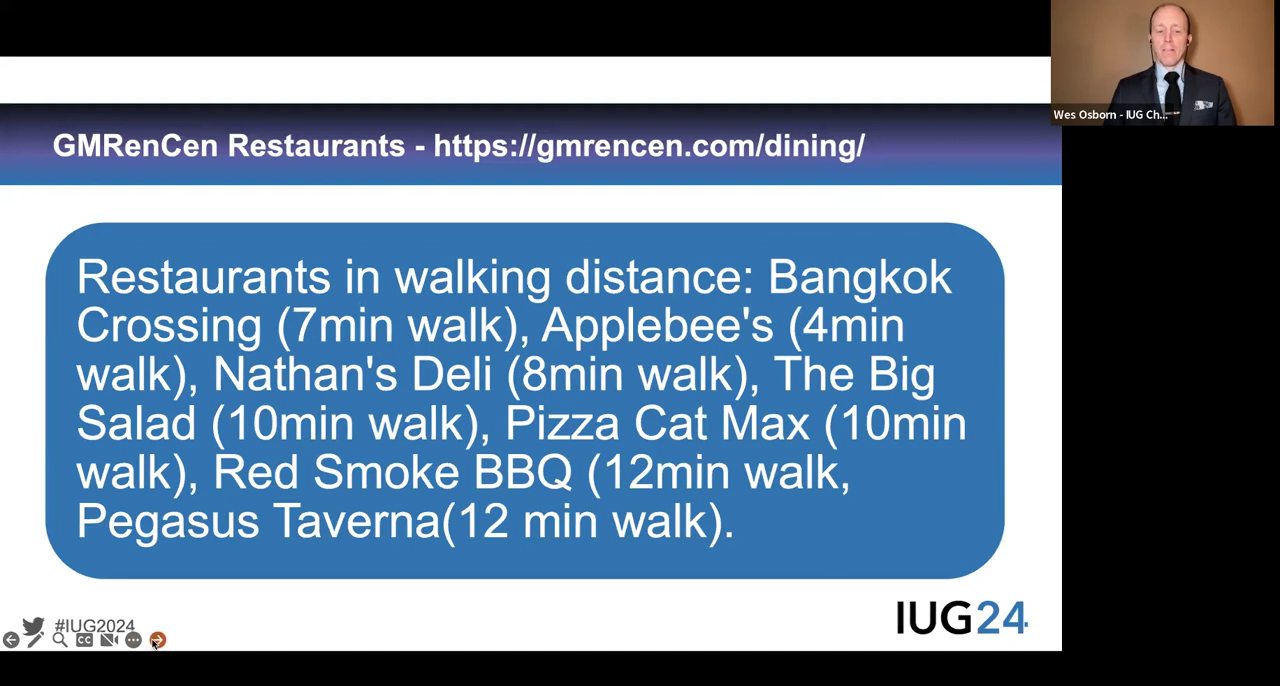 GMRenCen Restaurants - https://gmrencen.com/dining/
Wes Osborn - IUG Ch...
Restaurants in walking distance: Bangkok
Crossing (7min walk), Applebee's (4min
walk), Nathan's Deli (8min walk), The Big
Salad (10min walk), Pizza Cat Max (10min
walk), Red Smoke BBQ (12min walk,
Pegasus Taverna(12 min walk).
#IUG2024
CC
IUG24